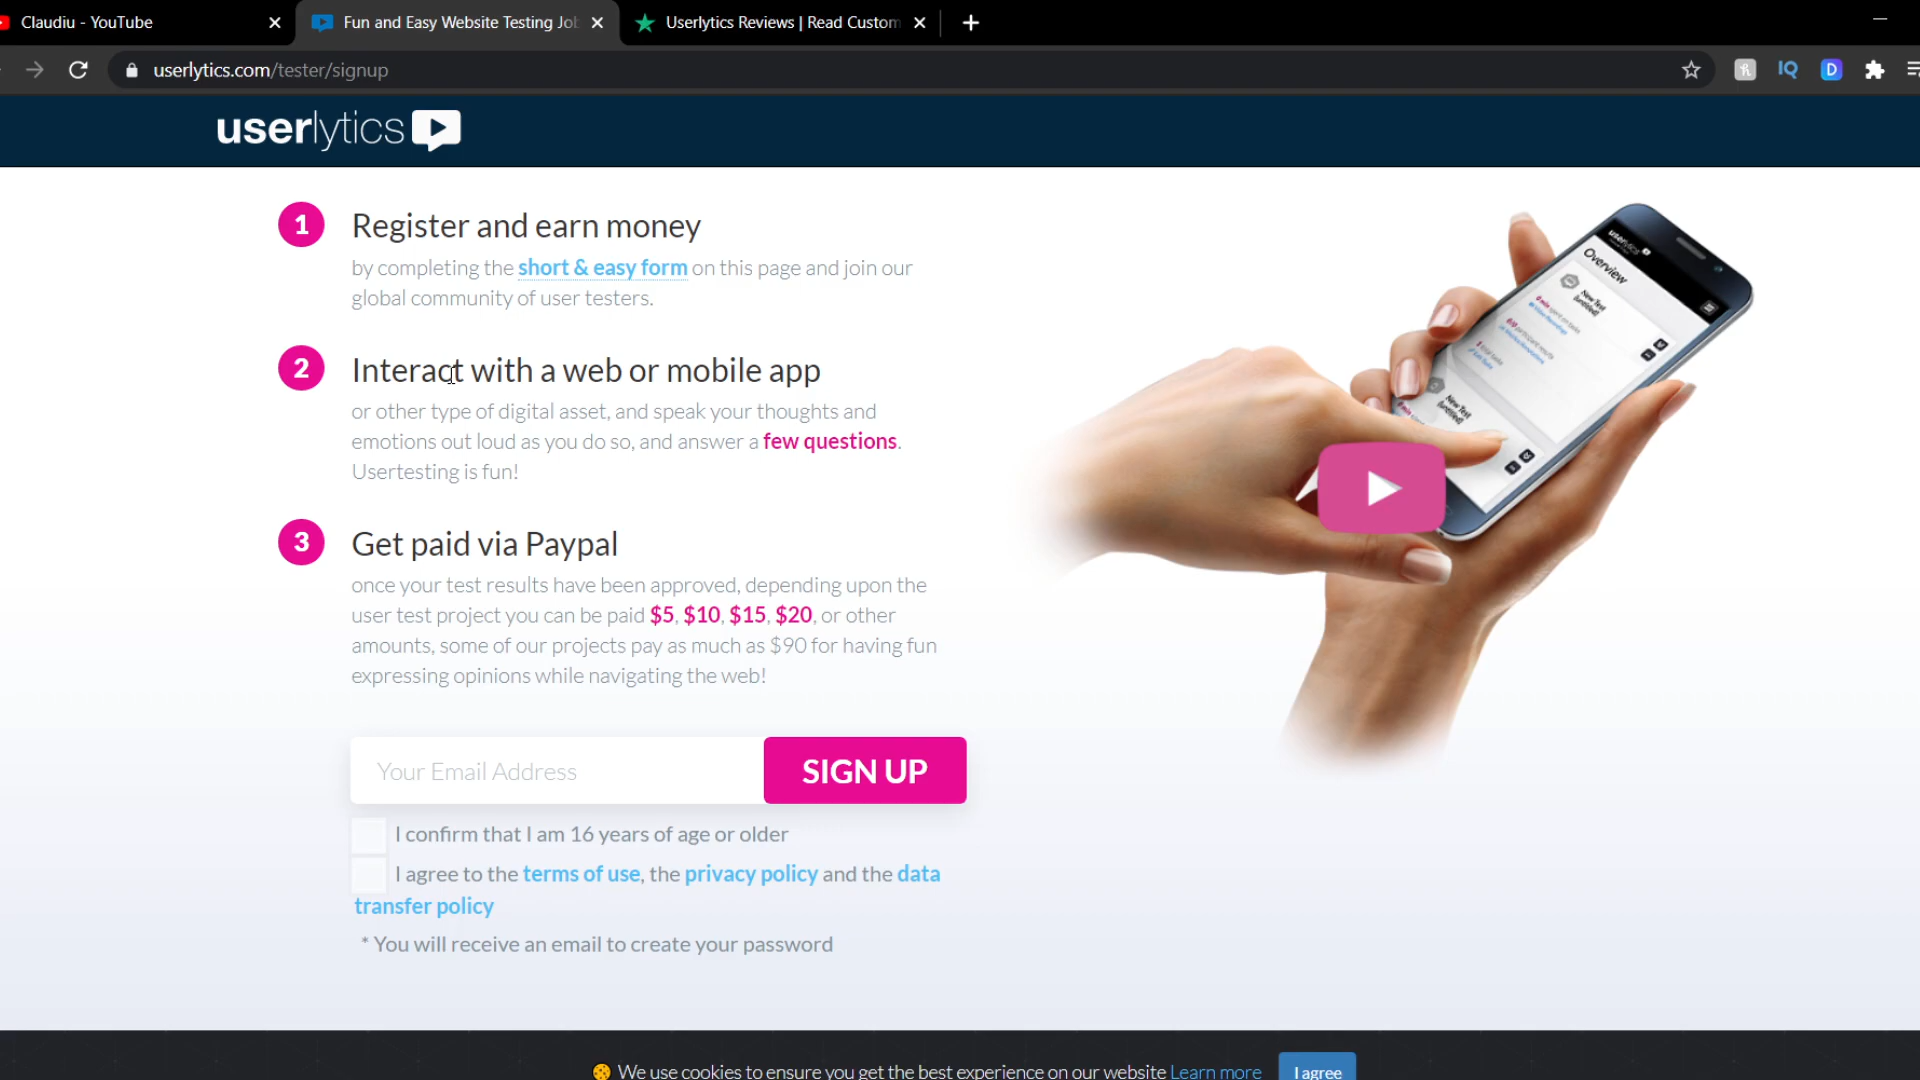 Claudiu - YouTube
Fun and Easy Website Testing Job
Userlytics Reviews | Read Custom
userlytics.com/tester/signup
IQ
D
userlytics
1
Register and earn money
by completing the short & easy form on this page and join our
global community of user testers.
2
Interact with a web or mobile app
or other type of digital asset, and speak your thoughts and
emotions out loud as you do so, and answer a few questions.
Usertesting is fun!
3
Get paid via Paypal
once your test results have been approved, depending upon the
user test project you can be paid $5, $10, $15, $20, or other
amounts, some of our projects pay as much as $90 for having fun
expressing opinions while navigating the web!
Your Email Address
SIGN UP
I confirm that I am 16 years of age or older
I agree to the terms of use, the privacy policy and the data
transfer policy
* You will receive an email to create your password
userlytics
Overview
New Test
(untitled)
New Test
(untitled)
We use cookies to ensure you get the best experience on our website Learn more
I agree